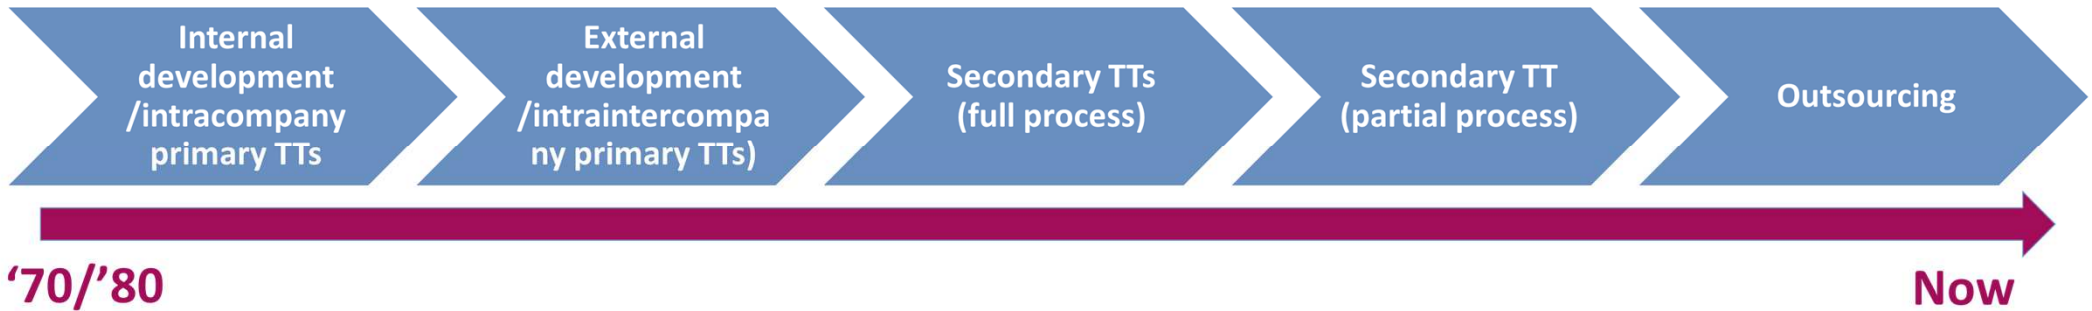 Internal
development
/intracompany
primary TTs
External
development
/intraintercompa
ny primary TTs)
Secondary TTs
(full process)
Secondary TT
(partial process)
Outsourcing
‘70/’80
Now